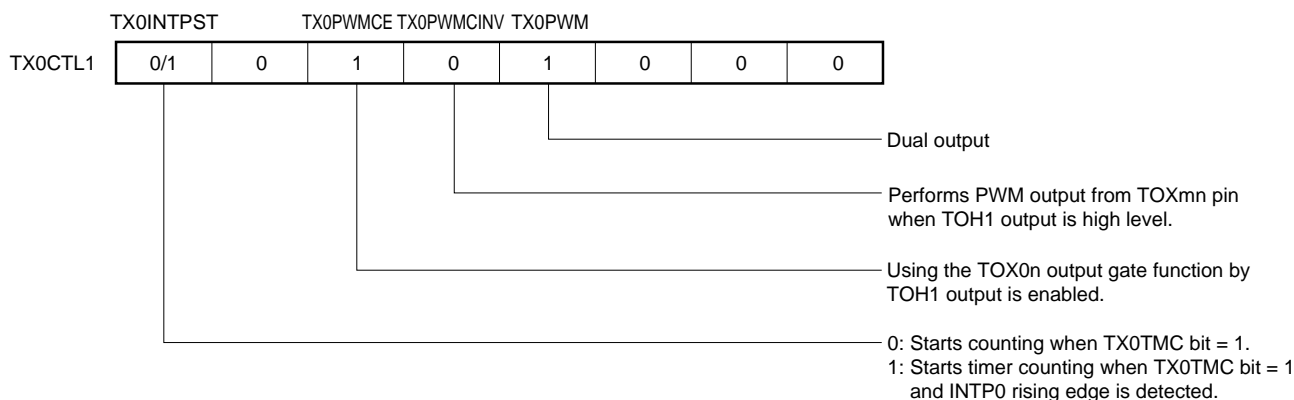 TX0INTPST TX0PWMCE TX0PWMCINV TX0PWM
TX0CTL1 0/1 0 1 0 1 0 0 0
Dual output
Performs PWM output from TOXmn pin
when TOH1 output is high level.
Using the TOX0n output gate function by
TOH1 output is enabled.
0: Starts counting when TX0TMC bit = 1.
1: Starts timer counting when TX0TMC bit = 1
and INTP0 rising edge is detected.